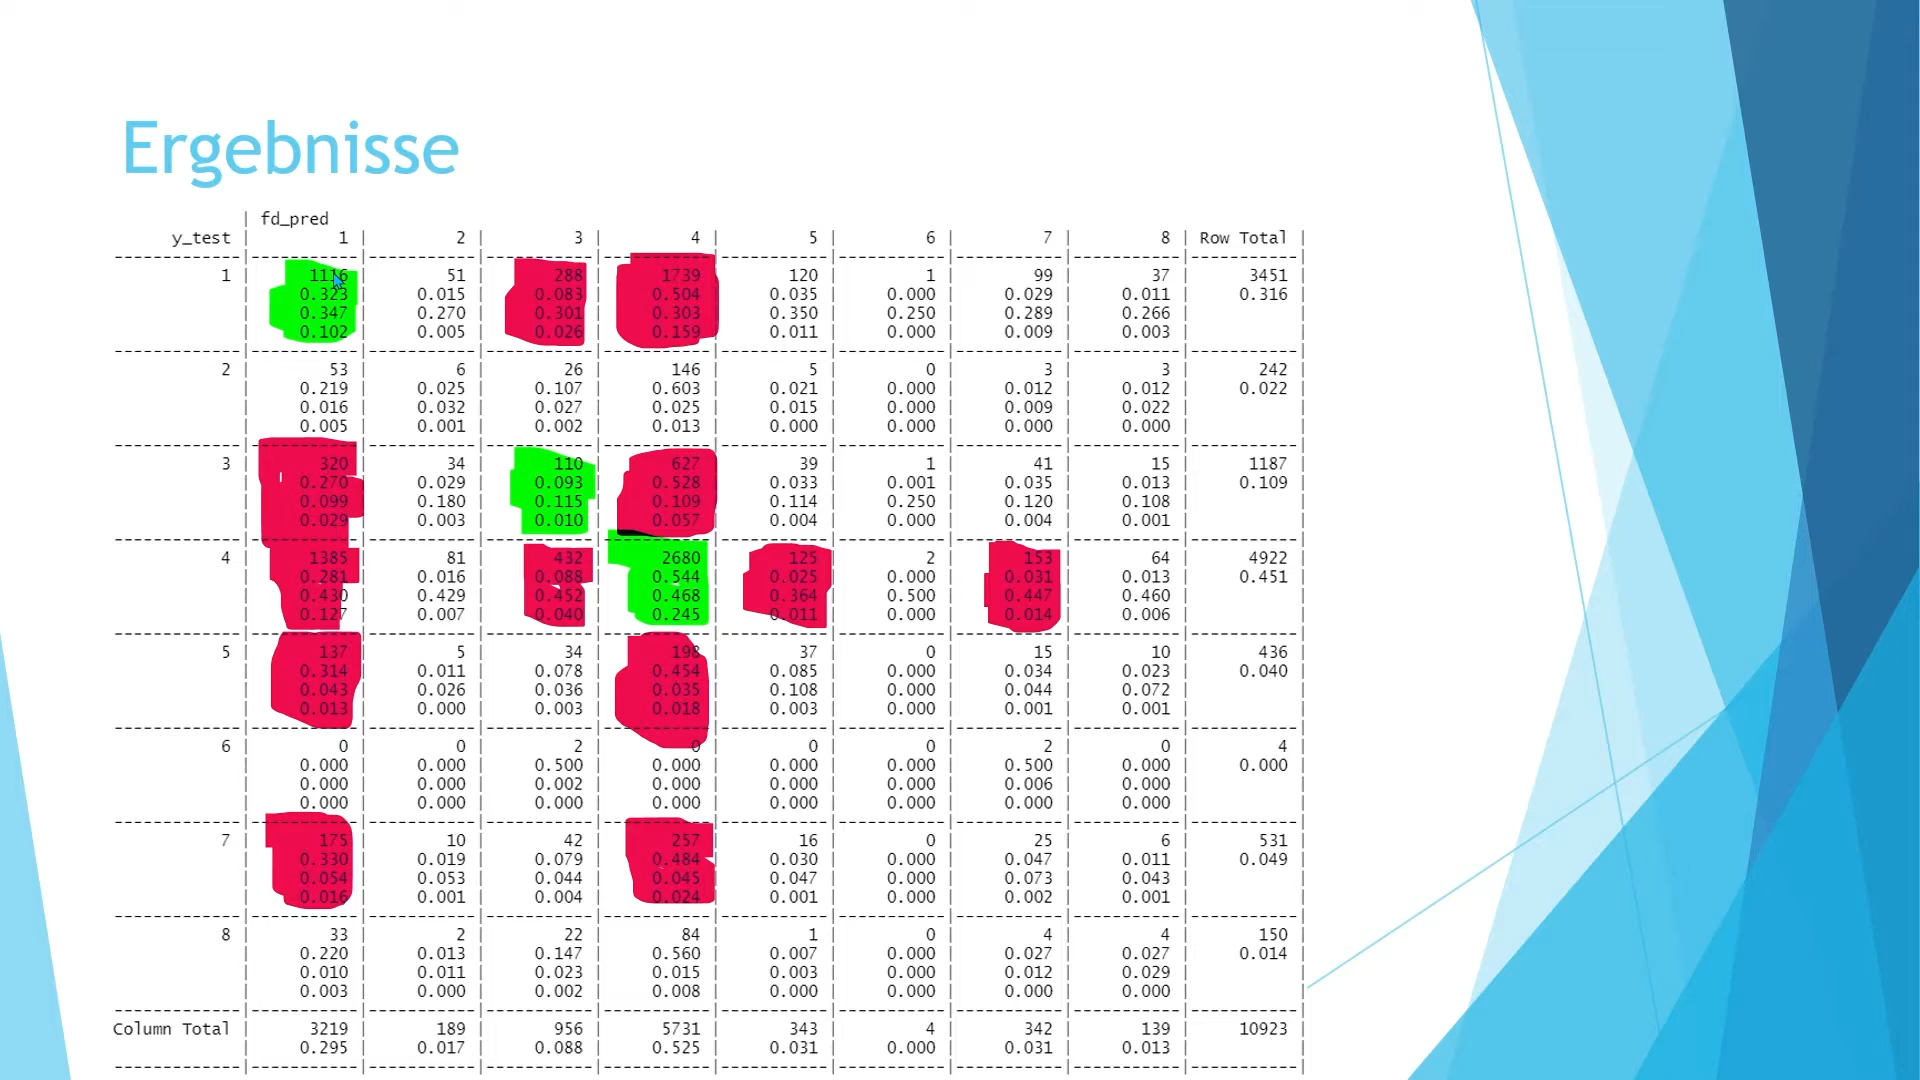 Ergebnisse
| fd_pred
y_test | 1 | 2 | 3 | 4 | 5 | 6 | 7 | 8 | Row Total |
1 | 1116 | 51 | 288 | 1739 | 120 | 1 | 99 | 37 | 3451 |
| 0.323 | 0.015 | 0.083 | 0.504 | 0.035 | 0.000 | 0.029 | 0.011 | 0.316 |
| 0.347 | 0.270 | 0.301 | 0.303 | 0.350 | 0.250 | 0.289 | 0.266 | |
| 0.102 | 0.005 | 0.026 | 0.159 | 0.011 | 0.000 | 0.009 | 0.003 | |
2 | 53 | 6 | 26 | 146 | 5 | 0 | 3 | 3 | 242 |
| 0.219 | 0.025 | 0.107 | 0.603 | 0.021 | 0.000 | 0.012 | 0.012 | 0.022 |
| 0.016 | 0.032 | 0.027 | 0.025 | 0.015 | 0.000 | 0.009 | 0.022 | |
| 0.005 | 0.001 | 0.002 | 0.013 | 0.000 | 0.000 | 0.000 | 0.000 | |
3 | 320 | 34 | 110 | 627 | 39 | 1 | 41 | 15 | 1187 |
| 0.270 | 0.029 | 0.093 | 0.528 | 0.033 | 0.001 | 0.035 | 0.013 | 0.109 |
| 0.099 | 0.180 | 0.115 | 0.109 | 0.114 | 0.250 | 0.120 | 0.108 | |
| 0.029 | 0.003 | 0.010 | 0.057 | 0.004 | 0.000 | 0.004 | 0.001 | |
4 | 1385 | 81 | 432 | 2680 | 125 | 2 | 153 | 64 | 4922 |
| 0.281 | 0.016 | 0.088 | 0.544 | 0.025 | 0.000 | 0.031 | 0.013 | 0.451 |
| 0.430 | 0.429 | 0.452 | 0.468 | 0.364 | 0.500 | 0.447 | 0.460 | |
| 0.127 | 0.007 | 0.040 | 0.245 | 0.011 | 0.000 | 0.014 | 0.006 | |
5 | 137 | 5 | 34 | 198 | 37 | 0 | 15 | 10 | 436 |
| 0.314 | 0.011 | 0.078 | 0.454 | 0.085 | 0.000 | 0.034 | 0.023 | 0.040 |
| 0.043 | 0.026 | 0.036 | 0.035 | 0.108 | 0.000 | 0.044 | 0.072 | |
| 0.013 | 0.000 | 0.003 | 0.018 | 0.003 | 0.000 | 0.001 | 0.001 | |
6 | 0 | 0 | 2 | 0 | 0 | 0 | 2 | 0 | 4 |
| 0.000 | 0.000 | 0.500 | 0.000 | 0.000 | 0.000 | 0.500 | 0.000 | 0.000 |
| 0.000 | 0.000 | 0.002 | 0.000 | 0.000 | 0.000 | 0.006 | 0.000 | |
| 0.000 | 0.000 | 0.000 | 0.000 | 0.000 | 0.000 | 0.000 | 0.000 | |
7 | 175 | 10 | 42 | 257 | 16 | 0 | 25 | 6 | 531 |
| 0.330 | 0.019 | 0.079 | 0.484 | 0.030 | 0.000 | 0.047 | 0.011 | 0.049 |
| 0.054 | 0.053 | 0.044 | 0.045 | 0.047 | 0.000 | 0.073 | 0.043 | |
| 0.016 | 0.001 | 0.004 | 0.024 | 0.001 | 0.000 | 0.002 | 0.001 | |
8 | 33 | 2 | 22 | 84 | 1 | 0 | 4 | 4 | 150 |
| 0.220 | 0.013 | 0.147 | 0.560 | 0.007 | 0.000 | 0.027 | 0.027 | 0.014 |
| 0.010 | 0.011 | 0.023 | 0.015 | 0.003 | 0.000 | 0.012 | 0.029 | |
| 0.003 | 0.000 | 0.002 | 0.008 | 0.000 | 0.000 | 0.000 | 0.000 | |
Column Total | 3219 | 189 | 956 | 5731 | 343 | 4 | 342 | 139 | 10923 |
| 0.295 | 0.017 | 0.088 | 0.525 | 0.031 | 0.000 | 0.031 | 0.013 | |